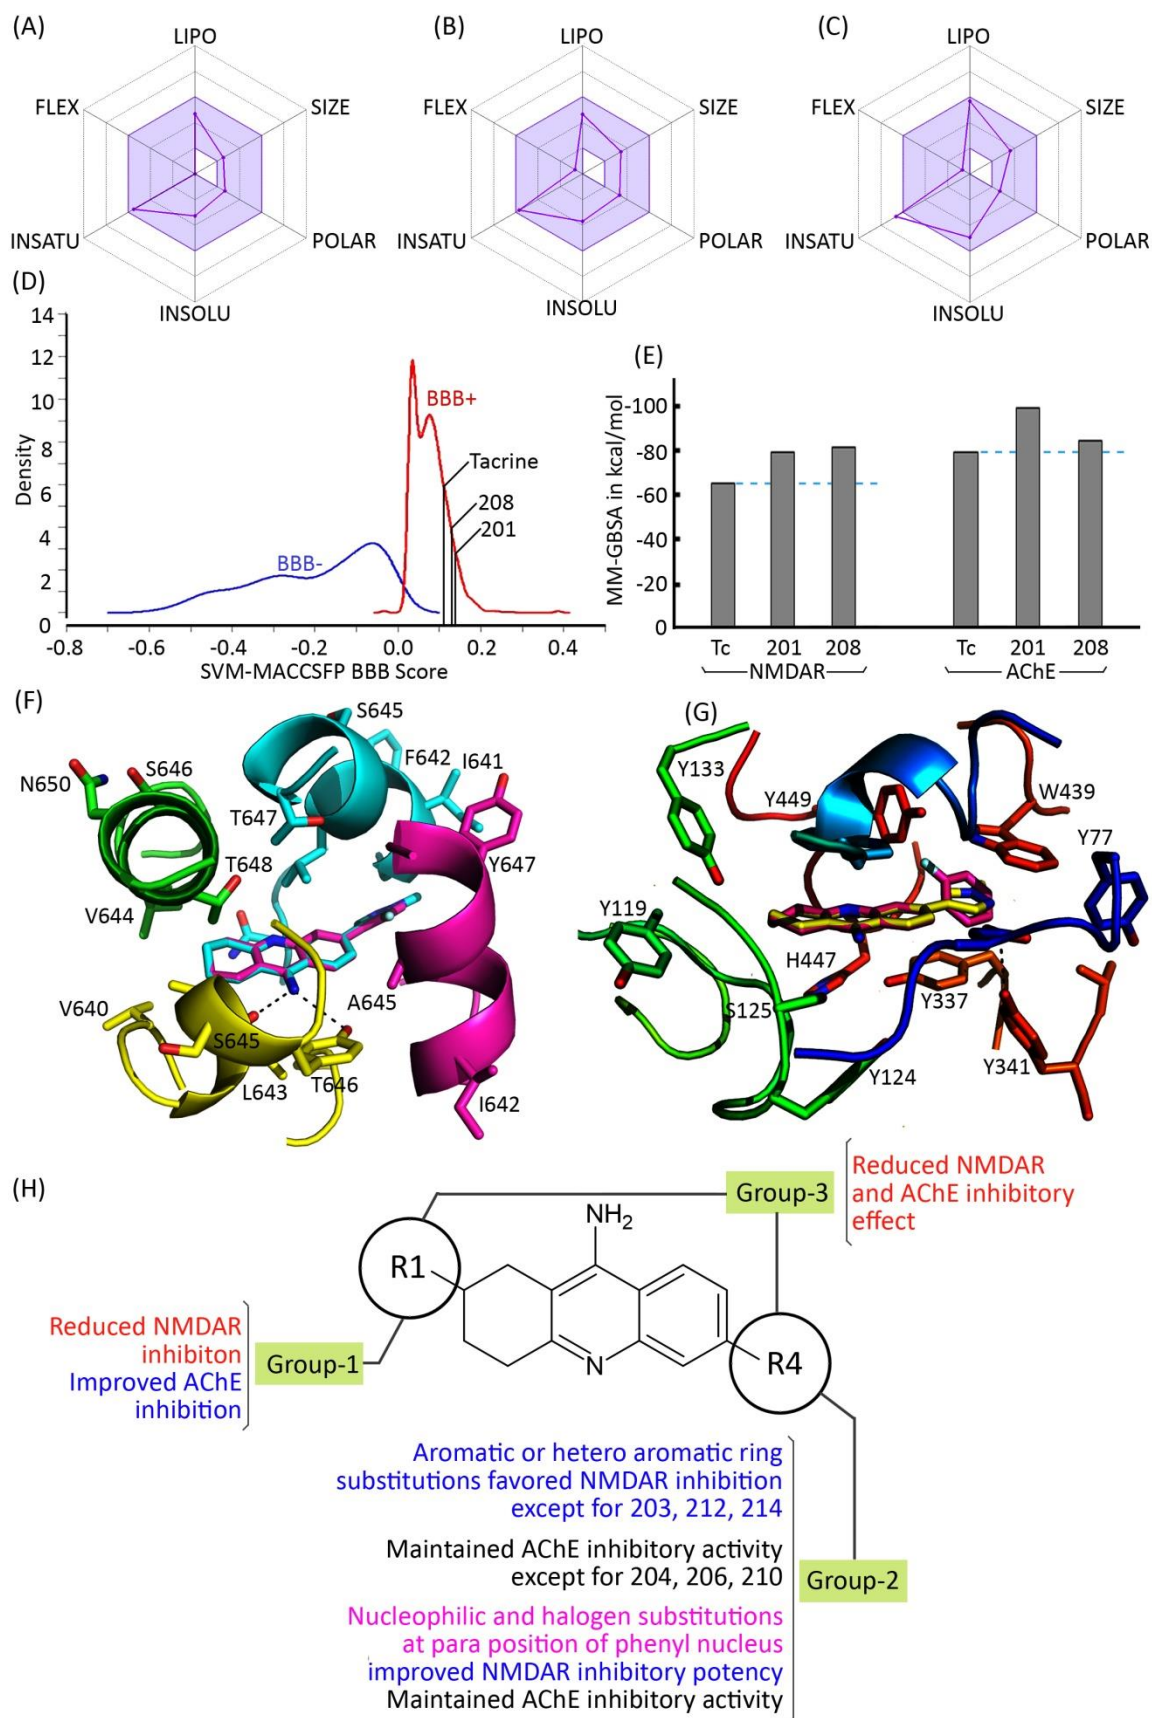 (A)
LIPO
FLEX
SIZE
INSATU
POLAR
INSOLU
(B)
LIPO
FLEX
SIZE
INSATU
POLAR
INSOLU
(C)
LIPO
FLEX
SIZE
INSATU
POLAR
INSOLU
(D)
14
12
10
8
6
4
2
0
Density
BBB+
Tacrine
208
201
BBB-
-0.8
-0.6
-0.4
-0.2
0.0
0.2
0.4
SVM-MACCSFP BBB Score
(E)
MM-GBSA in kcal/mol
-100
-80
-60
-40
-20
0
Tc
201
208
NMDAR
Tc
201
208
AChE
(F)
S645
F642
I641
N650
S646
T647
Y647
T648
V644
A645
V640
S645
L643
T646
I642
(G)
Y133
Y449
W439
Y77
Y119
H447
S125
Y337
Y124
Y341
(H)
Group-3
Reduced NMDAR
and AChE inhibitory
effect
NH2
R1
N
R4
Reduced NMDAR
inhibiton
Improved AChE
inhibition
Group-1
Aromatic or hetero aromatic ring
substitutions favored NMDAR inhibition
except for 203, 212, 214
Maintained AChE inhibitory activity
except for 204, 206, 210
Group-2
Nucleophilic and halogen substitutions
at para position of phenyl nucleus
improved NMDAR inhibitory potency
Maintained AChE inhibitory activity